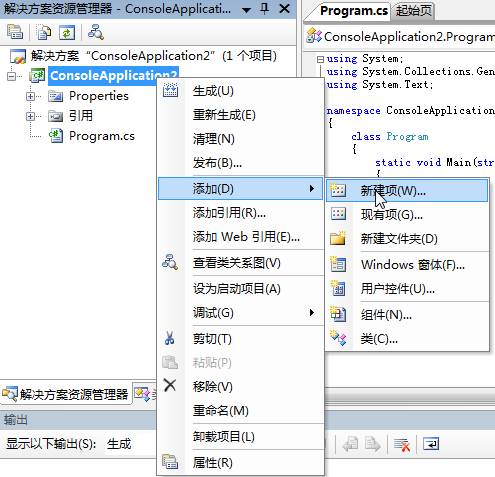 解决方案资源管理器 - ConsoleApplication...
Program.cs 起始页
解决方案 "ConsoleApplication2" (1 个项目)
ConsoleApplication2
Properties
引用
Program.cs
ConsoleApplication2.Program
using System;
using System.Collections.Gen
using System.Text;
namespace ConsoleApplication
{
class Program
{
static void Main(str
{
生成(U)
重新生成(E)
清理(N)
发布(B)...
添加(D)
添加引用(R)...
添加 Web 引用(E)...
查看类关系图(V)
设为启动项目(A)
调试(G)
剪切(T)
粘贴(P)
移除(V)
重命名(M)
卸载项目(L)
属性(R)
新建项(W)...
现有项(G)...
新建文件夹(D)
Windows 窗体(F)...
用户控件(U)...
组件(N)...
类(C)...
解决方案资源管理器
输出
显示以下输出(S): 生成